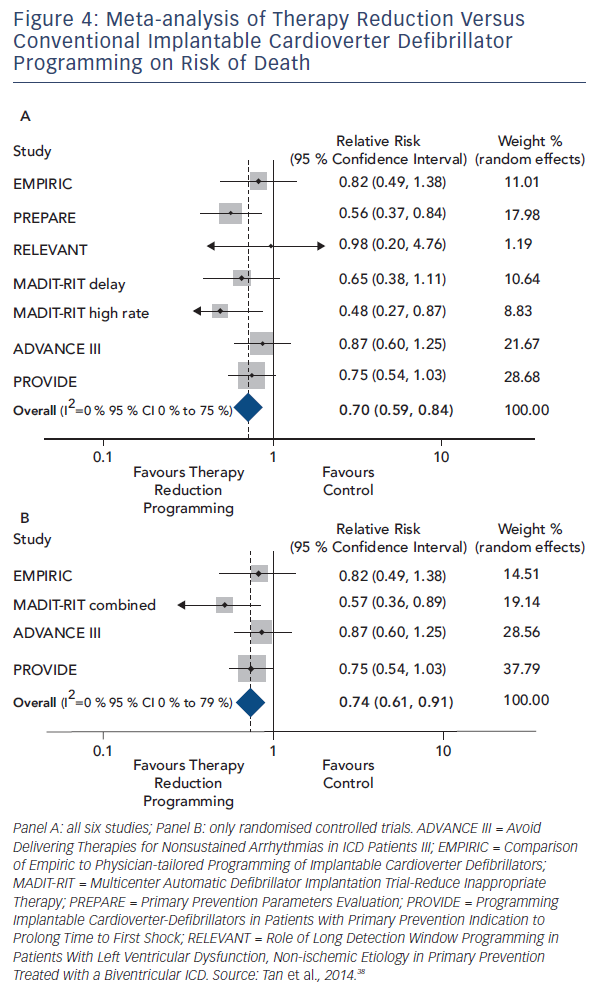 Figure 4: Meta-analysis of Therapy Reduction Versus
Conventional Implantable Cardioverter Defibrillator
Programming on Risk of Death
A
Study
Relative Risk
(95 % Confidence Interval)
Weight %
(random effects)
EMPIRIC 0.82 (0.49, 1.38) 11.01
PREPARE 0.56 (0.37, 0.84) 17.98
RELEVANT 0.98 (0.20, 4.76) 1.19
MADIT-RIT delay 0.65 (0.38, 1.11) 10.64
MADIT-RIT high rate 0.48 (0.27, 0.87) 8.83
ADVANCE III 0.87 (0.60, 1.25) 21.67
PROVIDE 0.75 (0.54, 1.03) 28.68
Overall (I²=0 % 95 % CI 0 % to 75 %) 0.70 (0.59, 0.84) 100.00
0.1 1 10
Favours Therapy
Reduction
Programming
Favours
Control
B
Study
Relative Risk
(95 % Confidence Interval)
Weight %
(random effects)
EMPIRIC 0.82 (0.49, 1.38) 14.51
MADIT-RIT combined 0.57 (0.36, 0.89) 19.14
ADVANCE III 0.87 (0.60, 1.25) 28.56
PROVIDE 0.75 (0.54, 1.03) 37.79
Overall (I²=0 % 95 % CI 0 % to 79 %) 0.74 (0.61, 0.91) 100.00
0.1 1 10
Favours Therapy
Reduction
Programming
Favours
Control
Panel A: all six studies; Panel B: only randomised controlled trials. ADVANCE III = Avoid
Delivering Therapies for Nonsustained Arrhythmias in ICD Patients III; EMPIRIC = Comparison
of Empiric to Physician-tailored Programming of Implantable Cardioverter Defibrillators;
MADIT-RIT = Multicenter Automatic Defibrillator Implantation Trial-Reduce Inappropriate
Therapy; PREPARE = Primary Prevention Parameters Evaluation; PROVIDE = Programming
Implantable Cardioverter-Defibrillators in Patients with Primary Prevention Indication to
Prolong Time to First Shock; RELEVANT = Role of Long Detection Window Programming in
Patients With Left Ventricular Dysfunction, Non-ischemic Etiology in Primary Prevention
Treated with a Biventricular ICD. Source: Tan et al., 2014.³⁸